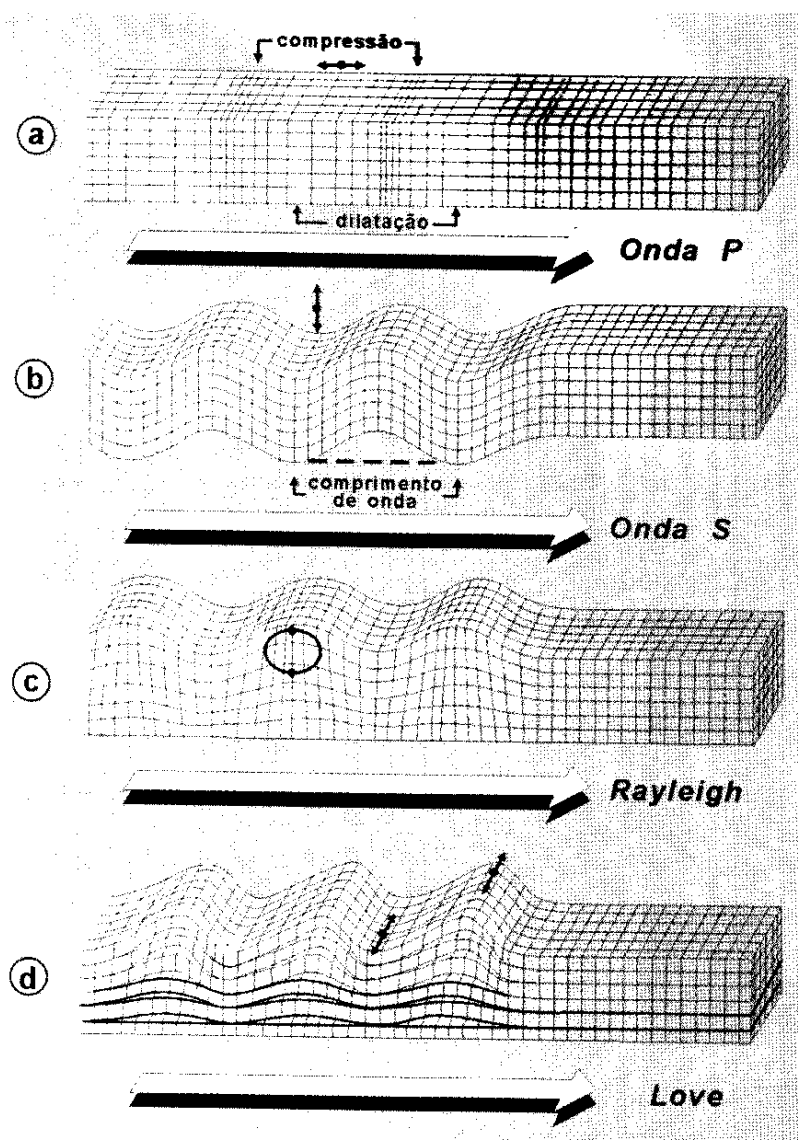 compressão
a
dilatação
Onda P
b
comprimento
de onda
Onda S
c
Rayleigh
d
Love